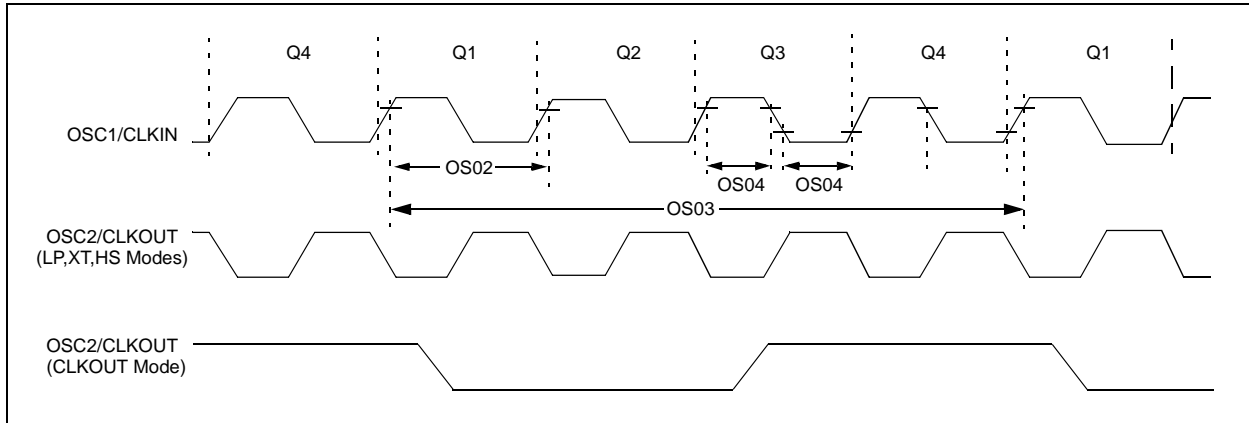 Q4 Q1 Q2 Q3 Q4 Q1
OSC1/CLKIN
OS02
OS04 OS04
OS03
OSC2/CLKOUT
(LP,XT,HS Modes)
OSC2/CLKOUT
(CLKOUT Mode)